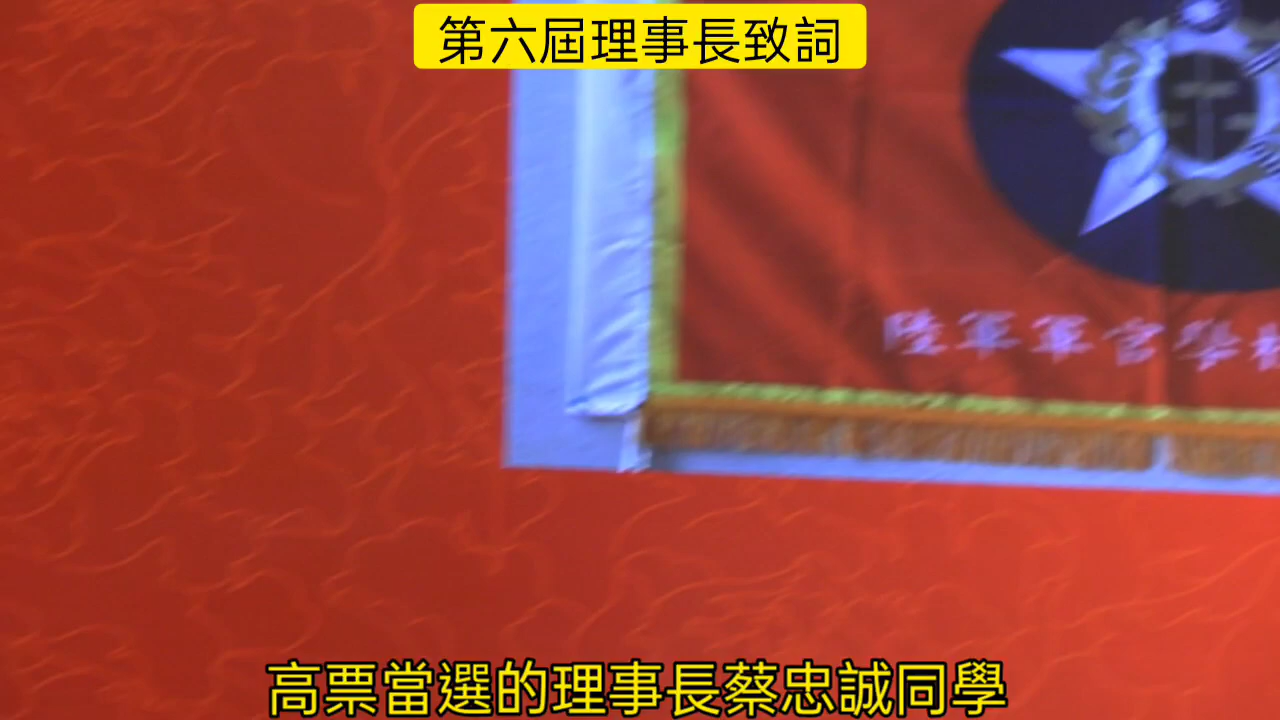 第六屆理事長致詞
陸軍軍官學校
高票當選的理事長蔡忠誠同學